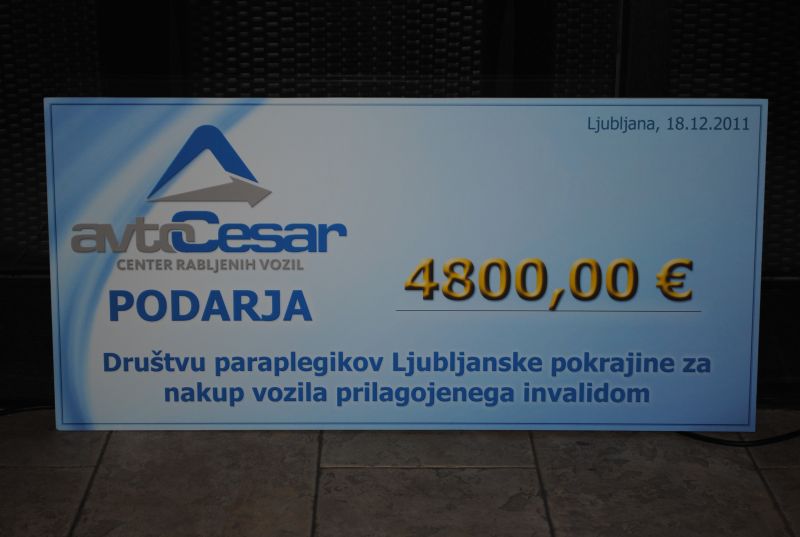 Ljubljana, 18.12.2011
avtoCesar
CENTER RABLJENIH VOZIL
PODARJA
4800,00 €
Društvu paraplegikov Ljubljanske pokrajine za
nakup vozila prilagojenega invalidom